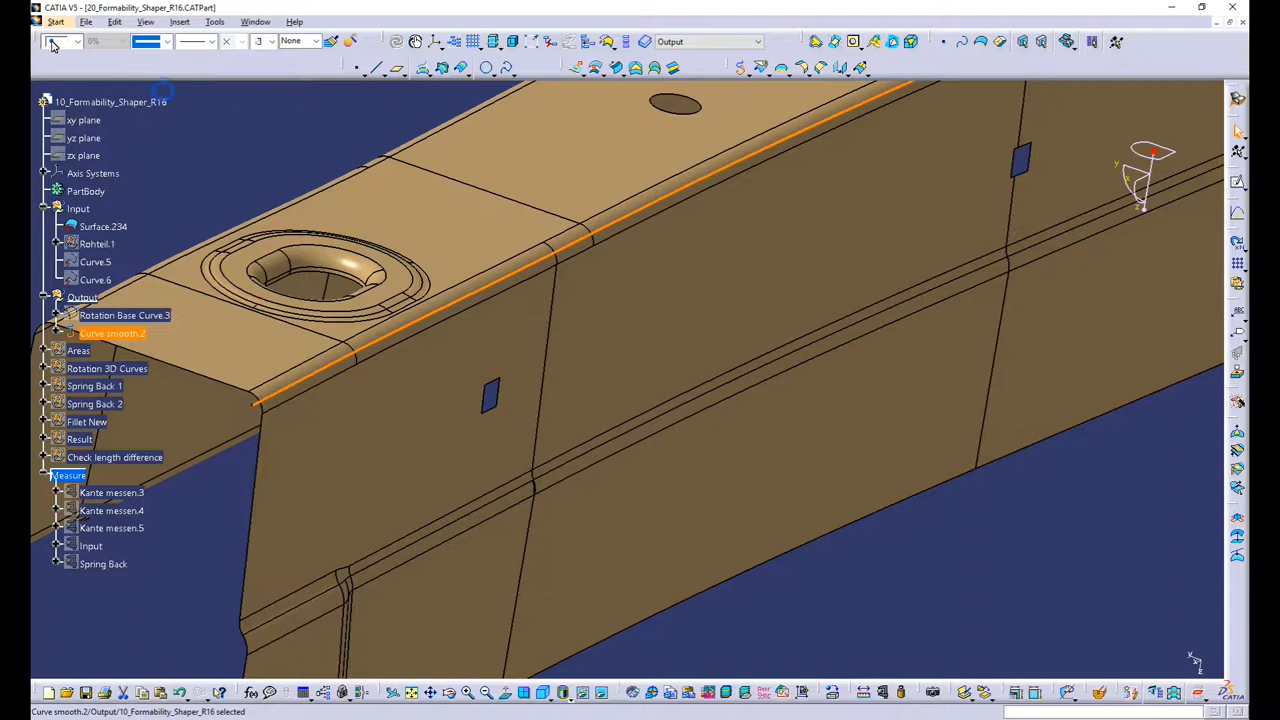 CATIA V5 - [20_Formability_Shaper_R16.CATPart]
Start File Edit View Insert Tools Window Help
0% None Output
10_Formability_Shaper_R16
xy plane
yz plane
zx plane
Axis Systems
PartBody
Input
Surface.234
Rohteil.1
Curve.5
Curve.6
Output
Rotation Base Curve.3
Curve smooth.2
Areas
Rotation 3D Curves
Spring Back 1
Spring Back 2
Fillet New
Result
Check length difference
Measure
Kante messen.3
Kante messen.4
Kante messen.5
Input
Spring Back
Curve smooth.2/Output/10_Formability_Shaper_R16 selected